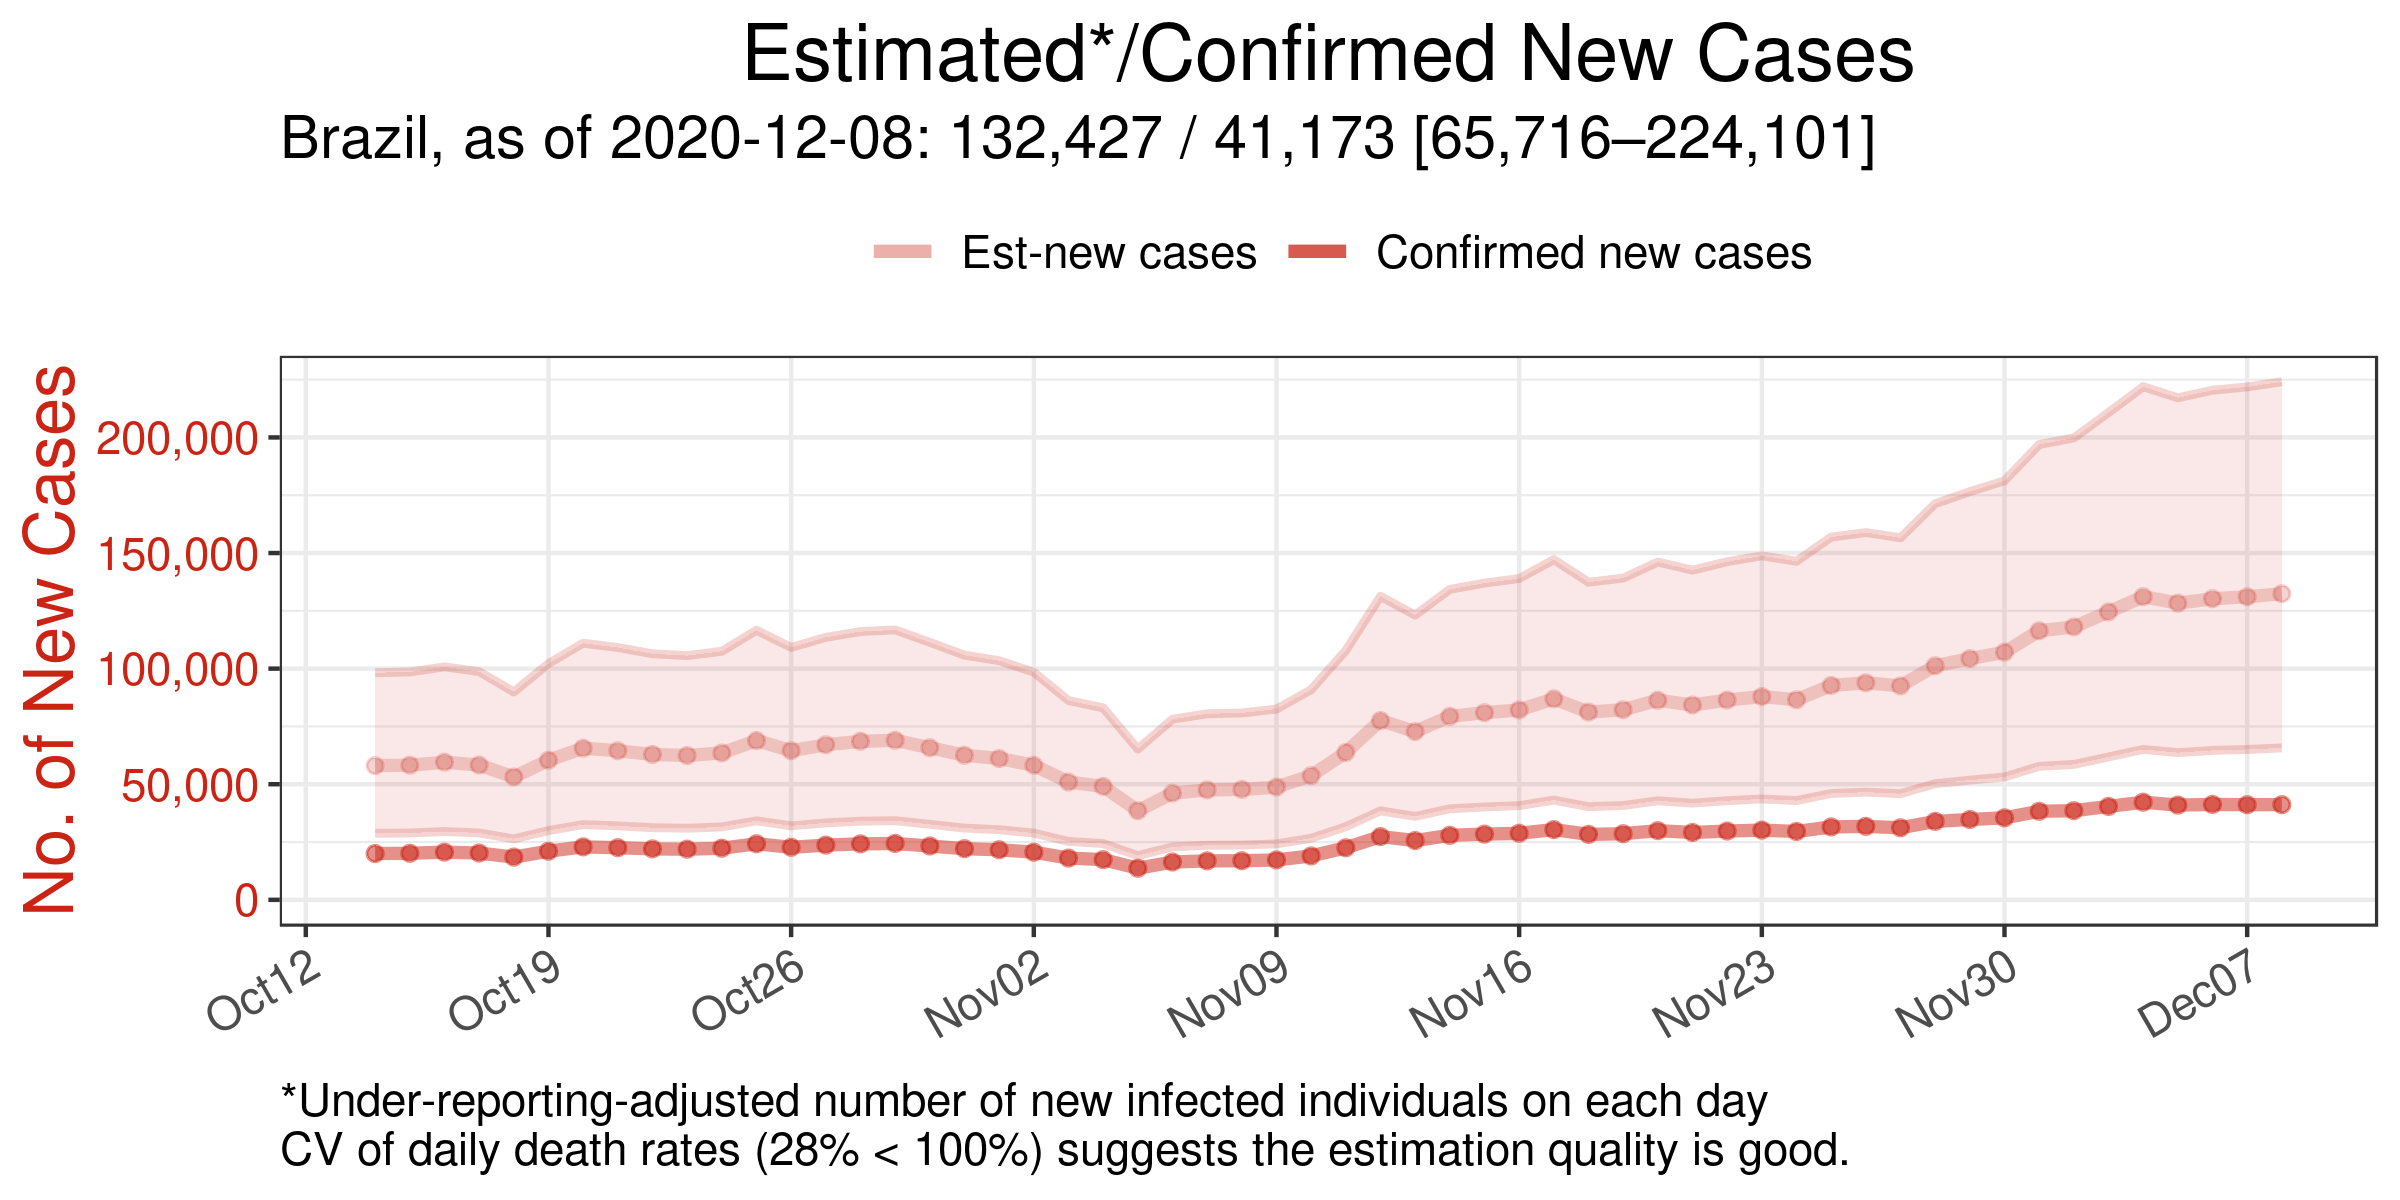 Estimated*/Confirmed New Cases
Brazil, as of 2020-12-08: 132,427 / 41,173 [65,716–224,101]
Est-new cases
Confirmed new cases
No. of New Cases
200,000
150,000
100,000
50,000
0
Oct12
Oct19
Oct26
Nov02
Nov09
Nov16
Nov23
Nov30
Dec07
*Under-reporting-adjusted number of new infected individuals on each day
CV of daily death rates (28% < 100%) suggests the estimation quality is good.